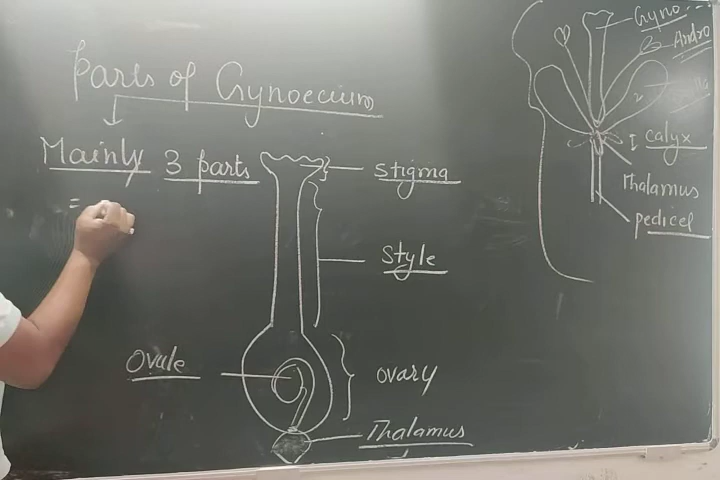 Parts of Gynoecium
Mainly 3 parts
=
Stigma
Style
Ovule
ovary
Thalamus
Gyno...
Andro
calyx
Thalamus
pedicel